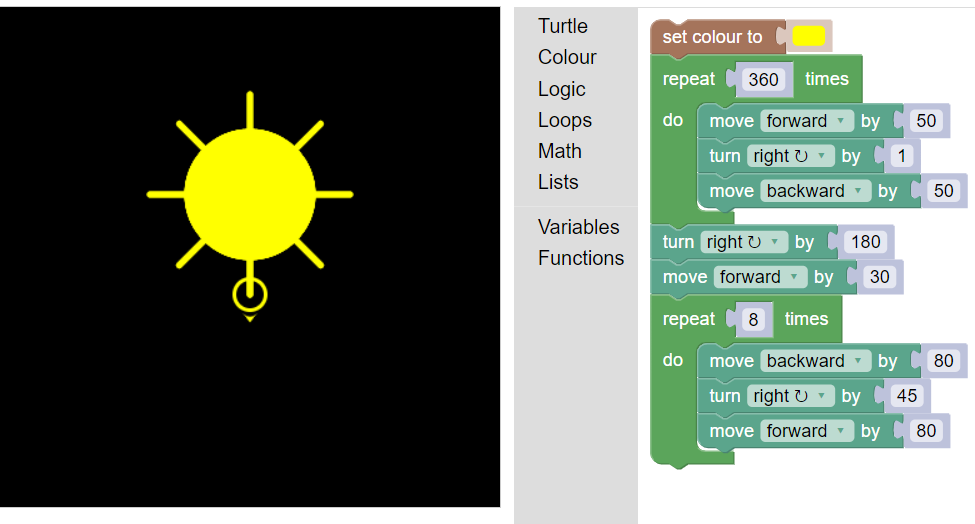 Turtle
Colour
Logic
Loops
Math
Lists
Variables
Functions
set colour to
repeat 360 times
do move forward by 50
turn right ↻ by 1
move backward by 50
turn right ↻ by 180
move forward by 30
repeat 8 times
do move backward by 80
turn right ↻ by 45
move forward by 80